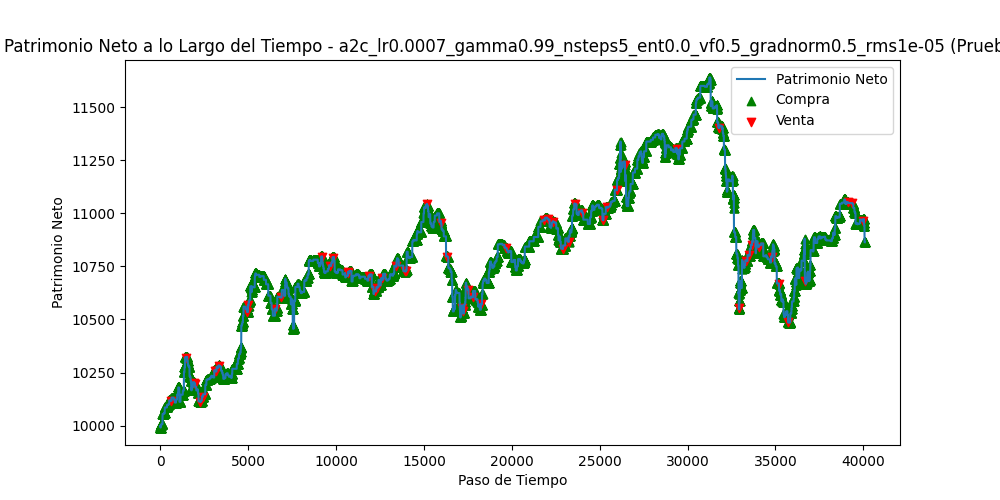 Patrimonio Neto a lo Largo del Tiempo - a2c_lr0.0007_gamma0.99_nsteps5_ent0.0_vf0.5_gradnorm0.5_rms1e-05 (Prueb
Patrimonio Neto
Compra
Venta
11500
11250
11000
10750
10500
10250
10000
Patrimonio Neto
0 5000 10000 15000 20000 25000 30000 35000 40000
Paso de Tiempo